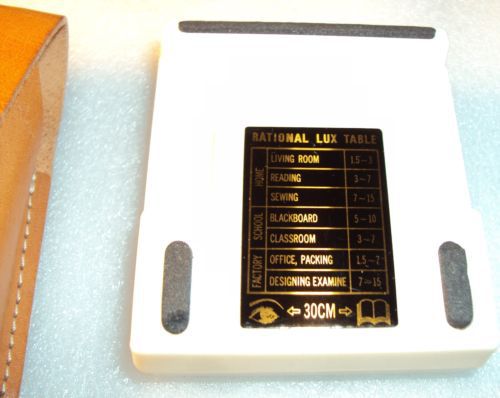 RATIONAL LUX TABLE
HOME
LIVING ROOM 1.5~3
READING 3~7
SEWING 7~15
SCHOOL
BLACKBOARD 5~10
CLASSROOM 3~7
FACTORY
OFFICE, PACKING 1.5~7
DESIGNING EXAMINE 7~15
⇦ 30CM ⇨